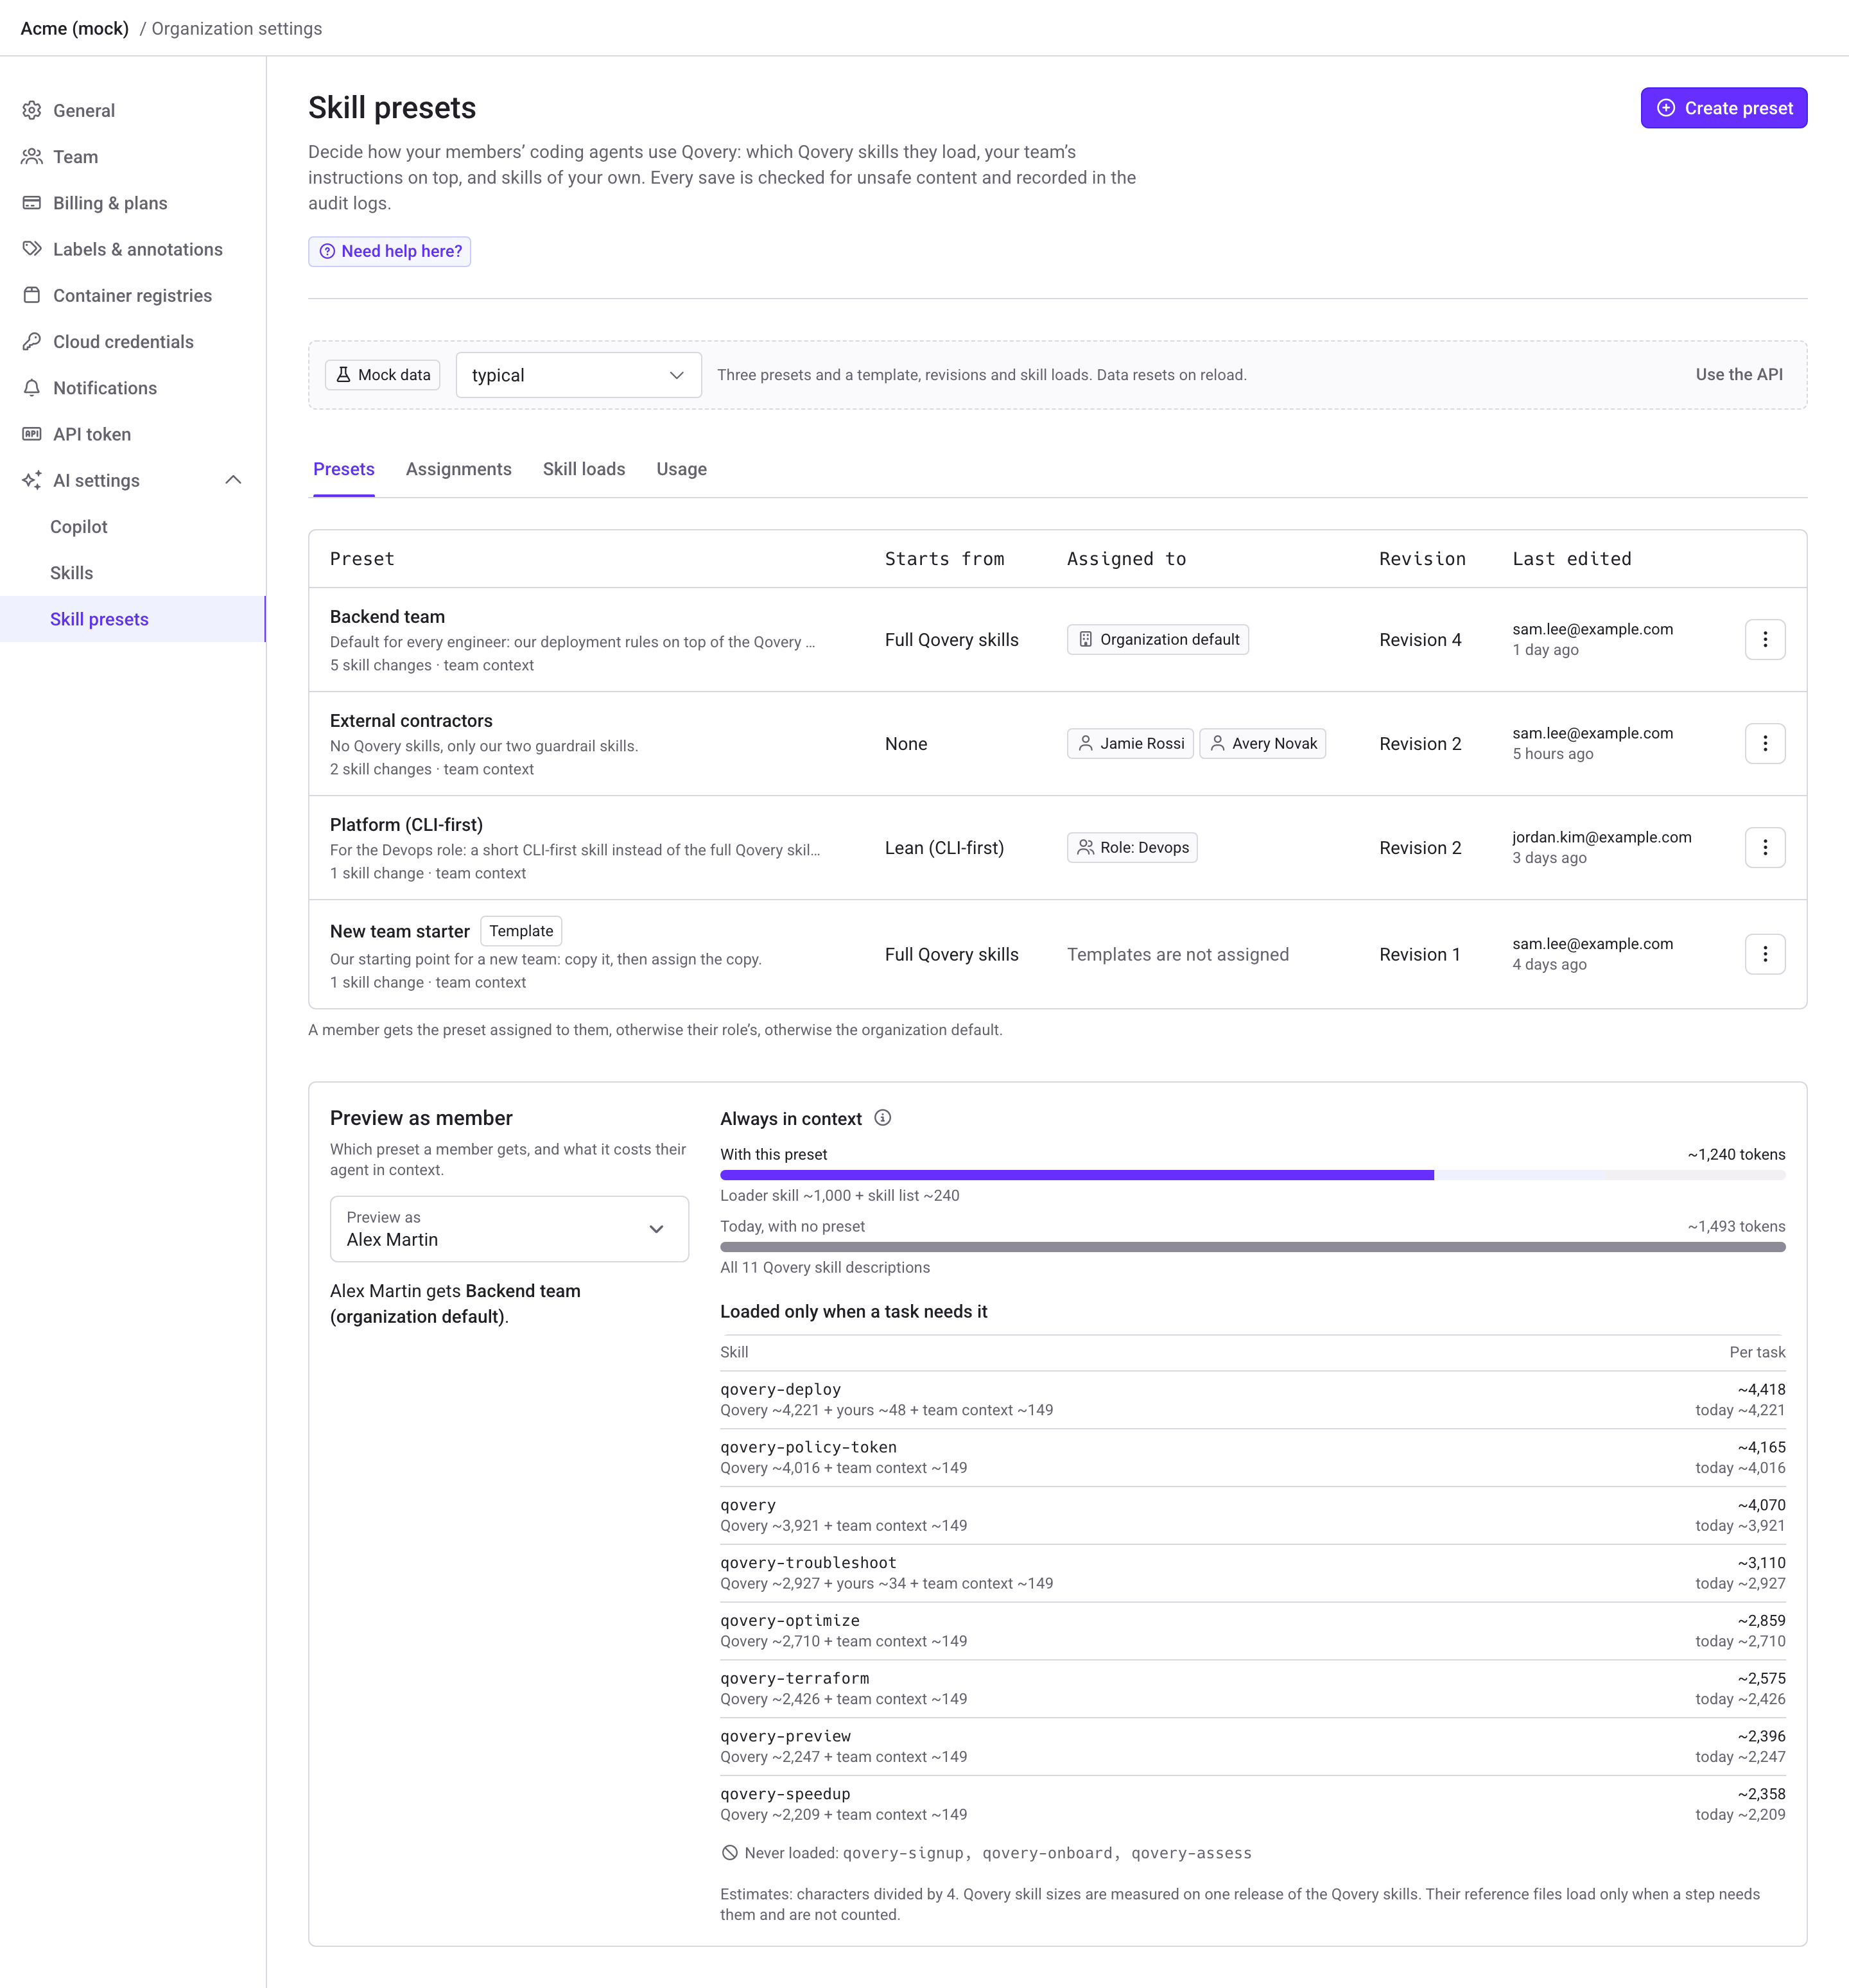 Acme (mock) / Organization settings
General
Team
Billing & plans
Labels & annotations
Container registries
Cloud credentials
Notifications
API token
AI settings
Copilot
Skills
Skill presets
Skill presets
Create preset
Decide how your members’ coding agents use Qovery: which Qovery skills they load, your team’s
instructions on top, and skills of your own. Every save is checked for unsafe content and recorded in the
audit logs.
Need help here?
Mock data
typical
Three presets and a template, revisions and skill loads. Data resets on reload.
Use the API
Presets Assignments Skill loads Usage
Preset Starts from Assigned to Revision Last edited
Backend team
Default for every engineer: our deployment rules on top of the Qovery ...
5 skill changes · team context
Full Qovery skills
Organization default
Revision 4
sam.lee@example.com
1 day ago
External contractors
No Qovery skills, only our two guardrail skills.
2 skill changes · team context
None
Jamie Rossi Avery Novak
Revision 2
sam.lee@example.com
5 hours ago
Platform (CLI-first)
For the Devops role: a short CLI-first skill instead of the full Qovery skil...
1 skill change · team context
Lean (CLI-first)
Role: Devops
Revision 2
jordan.kim@example.com
3 days ago
New team starter Template
Our starting point for a new team: copy it, then assign the copy.
1 skill change · team context
Full Qovery skills
Templates are not assigned
Revision 1
sam.lee@example.com
4 days ago
A member gets the preset assigned to them, otherwise their role’s, otherwise the organization default.
Preview as member
Which preset a member gets, and what it costs their
agent in context.
Preview as
Alex Martin
Alex Martin gets Backend team
(organization default).
Always in context
With this preset ~1,240 tokens
Loader skill ~1,000 + skill list ~240
Today, with no preset ~1,493 tokens
All 11 Qovery skill descriptions
Loaded only when a task needs it
Skill Per task
qovery-deploy ~4,418
Qovery ~4,221 + yours ~48 + team context ~149 today ~4,221
qovery-policy-token ~4,165
Qovery ~4,016 + team context ~149 today ~4,016
qovery ~4,070
Qovery ~3,921 + team context ~149 today ~3,921
qovery-troubleshoot ~3,110
Qovery ~2,927 + yours ~34 + team context ~149 today ~2,927
qovery-optimize ~2,859
Qovery ~2,710 + team context ~149 today ~2,710
qovery-terraform ~2,575
Qovery ~2,426 + team context ~149 today ~2,426
qovery-preview ~2,396
Qovery ~2,247 + team context ~149 today ~2,247
qovery-speedup ~2,358
Qovery ~2,209 + team context ~149 today ~2,209
Never loaded: qovery-signup, qovery-onboard, qovery-assess
Estimates: characters divided by 4. Qovery skill sizes are measured on one release of the Qovery skills. Their reference files load only when a step needs
them and are not counted.